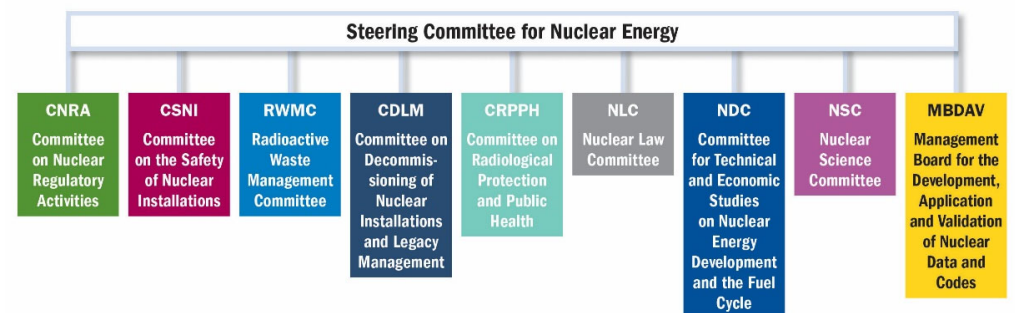 Steering Committee for Nuclear Energy
CNRA
Committee
on Nuclear
Regulatory
Activities
CSNI
Committee
on the Safety
of Nuclear
Installations
RWMC
Radioactive
Waste
Management
Committee
CDLM
Committee on
Decommis-
sioning of
Nuclear
Installations
and Legacy
Management
CRPPH
Committee on
Radiological
Protection
and Public
Health
NLC
Nuclear Law
Committee
NDC
Committee
for Technical
and Economic
Studies
on Nuclear
Energy
Development
and the Fuel
Cycle
NSC
Nuclear
Science
Committee
MBDAV
Management
Board for the
Development,
Application
and Validation
of Nuclear
Data and
Codes